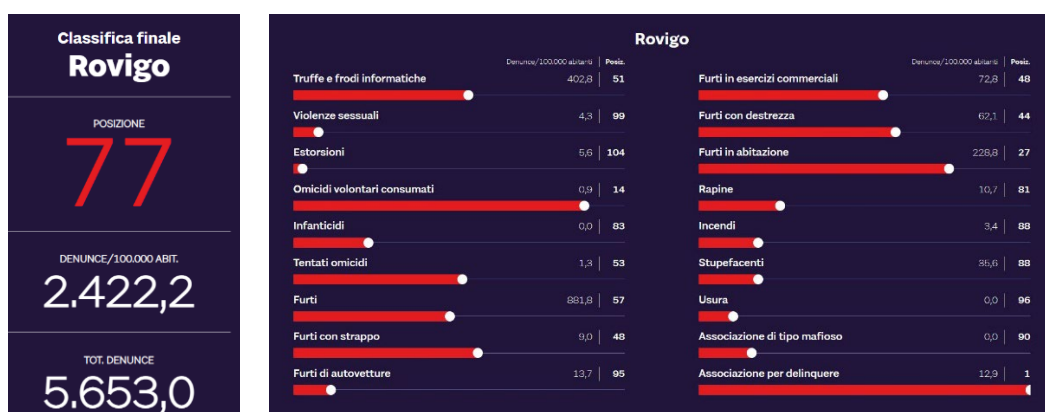 Classifica finale
Rovigo
POSIZIONE
77
DENUNCE/100.000 ABIT.
2.422,2
TOT. DENUNCE
5.653,0
Rovigo
Denunce/100.000 abitanti Posiz.
Truffe e frodi informatiche 402,8 51
Violenze sessuali 4,3 99
Estorsioni 5,6 104
Omicidi volontari consumati 0,9 14
Infanticidi 0,0 83
Tentati omicidi 1,3 53
Furti 881,8 57
Furti con strappo 9,0 48
Furti di autovetture 13,7 95
Denunce/100.000 abitanti Posiz.
Furti in esercizi commerciali 72,8 48
Furti con destrezza 62,1 44
Furti in abitazione 228,8 27
Rapine 10,7 81
Incendi 3,4 88
Stupefacenti 35,6 88
Usura 0,0 96
Associazione di tipo mafioso 0,0 90
Associazione per delinquere 12,9 1